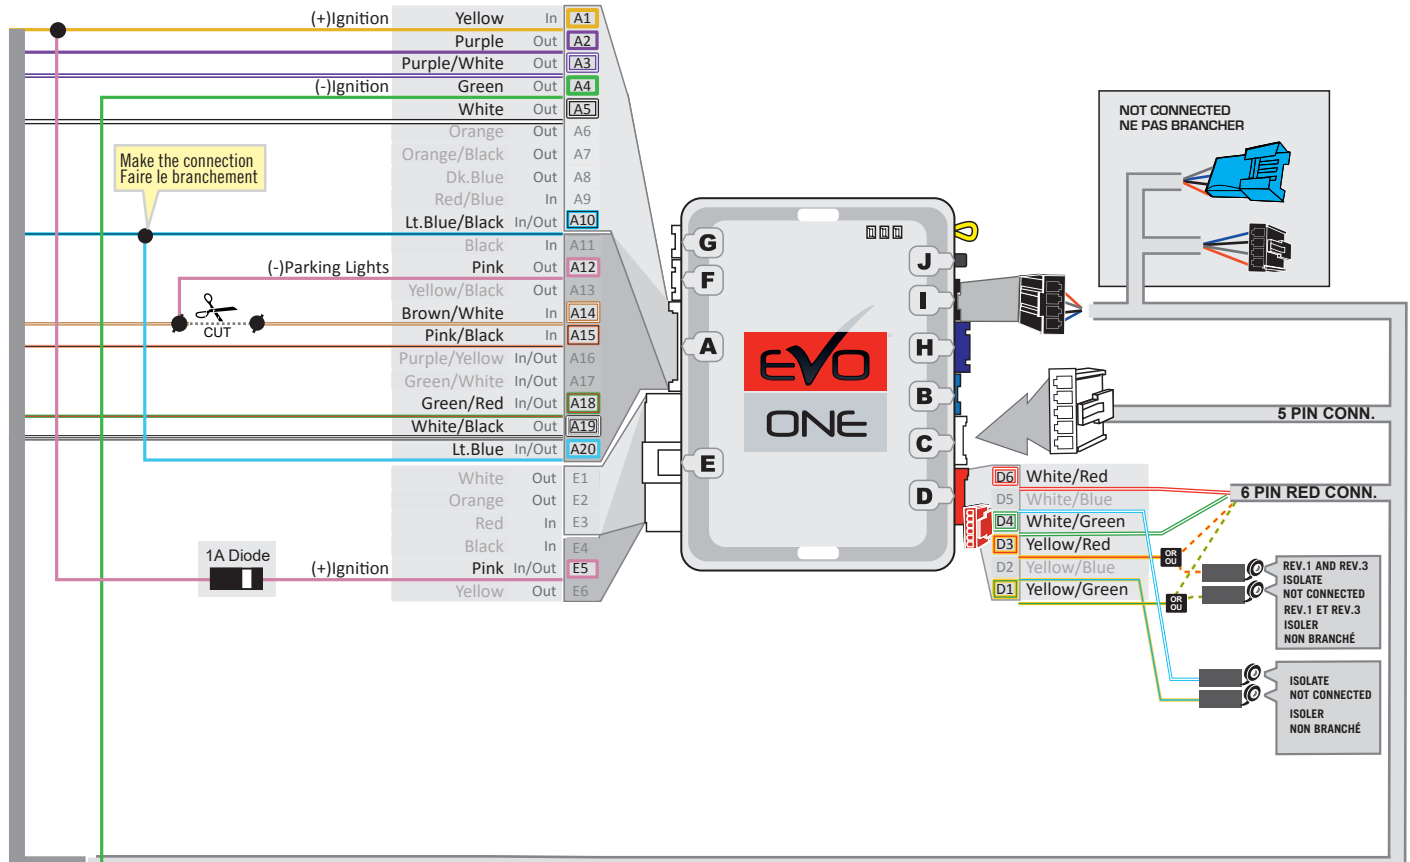 (+)Ignition Yellow In A1
Purple Out A2
Purple/White Out A3
(-)Ignition Green Out A4
White Out A5
Orange Out A6
Orange/Black Out A7
Dk.Blue Out A8
Red/Blue In A9
Lt.Blue/Black In/Out A10
Black In A11
(-)Parking Lights Pink Out A12
Yellow/Black Out A13
Brown/White In A14
Pink/Black In A15
Purple/Yellow In/Out A16
Green/White In/Out A17
Green/Red In/Out A18
White/Black Out A19
Lt.Blue In/Out A20
White Out E1
Orange Out E2
Red In E3
Black In E4
(+)Ignition Pink In/Out E5
Yellow Out E6
Make the connection
Faire le branchement
CUT
1A Diode
G
F
A
E
J
I
H
B
C
D
EVO
ONE
NOT CONNECTED
NE PAS BRANCHER
5 PIN CONN.
6 PIN RED CONN.
D6 White/Red
D5 White/Blue
D4 White/Green
D3 Yellow/Red
D2 Yellow/Blue
D1 Yellow/Green
OR
OU
OR
OU
REV.1 AND REV.3
ISOLATE
NOT CONNECTED
REV.1 ET REV.3
ISOLER
NON BRANCHÉ
ISOLATE
NOT CONNECTED
ISOLER
NON BRANCHÉ